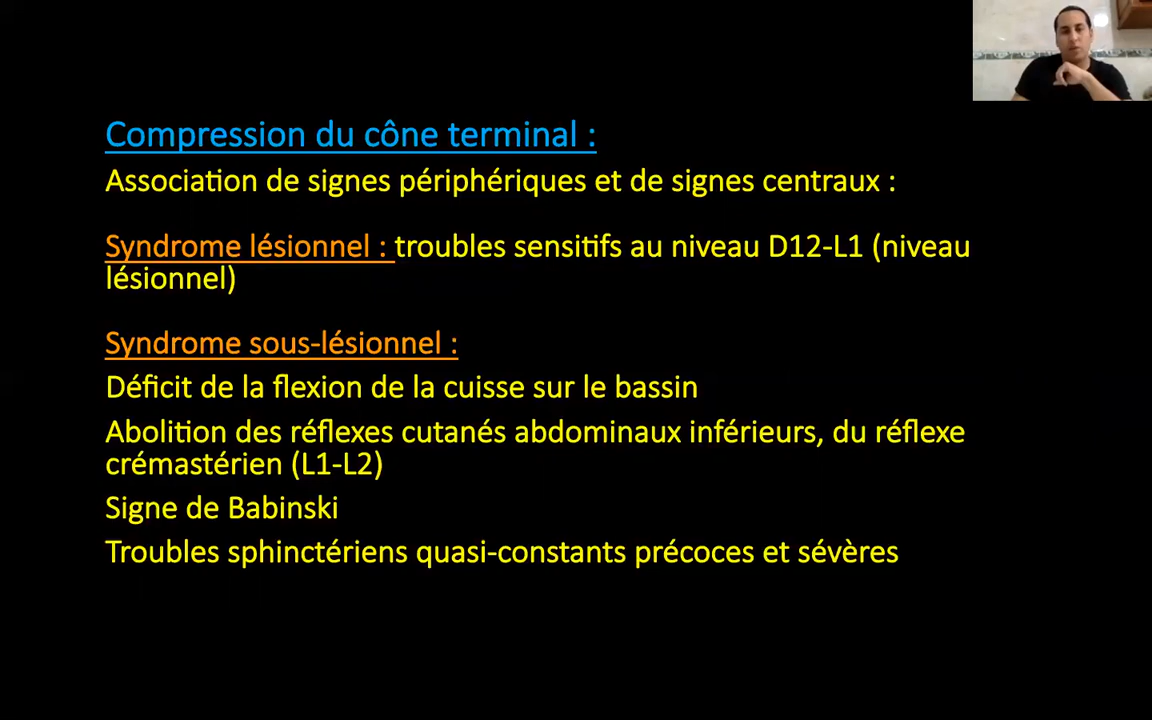 Compression du cône terminal :
Association de signes périphériques et de signes centraux :
Syndrome lésionnel : troubles sensitifs au niveau D12-L1 (niveau
lésionnel)
Syndrome sous-lésionnel :
Déficit de la flexion de la cuisse sur le bassin
Abolition des réflexes cutanés abdominaux inférieurs, du réflexe
crémastérien (L1-L2)
Signe de Babinski
Troubles sphinctériens quasi-constants précoces et sévères